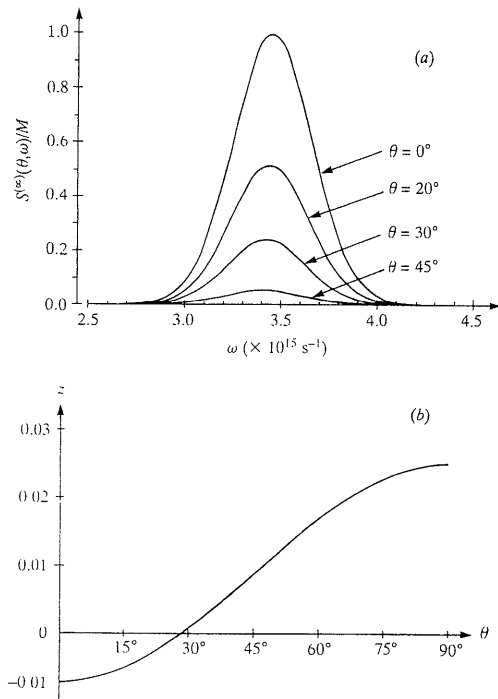 (a)
1.0
0.8
0.6
0.4
0.2
0.0
S(∞)(θ,ω)/M
θ = 0°
θ = 20°
θ = 30°
θ = 45°
2.5 3.0 3.5 4.0 4.5
ω (× 10¹⁵ s⁻¹)
z
(b)
0.03
0 02
0.01
0
−0 01
15° 30° 45° 60° 75° 90° θ